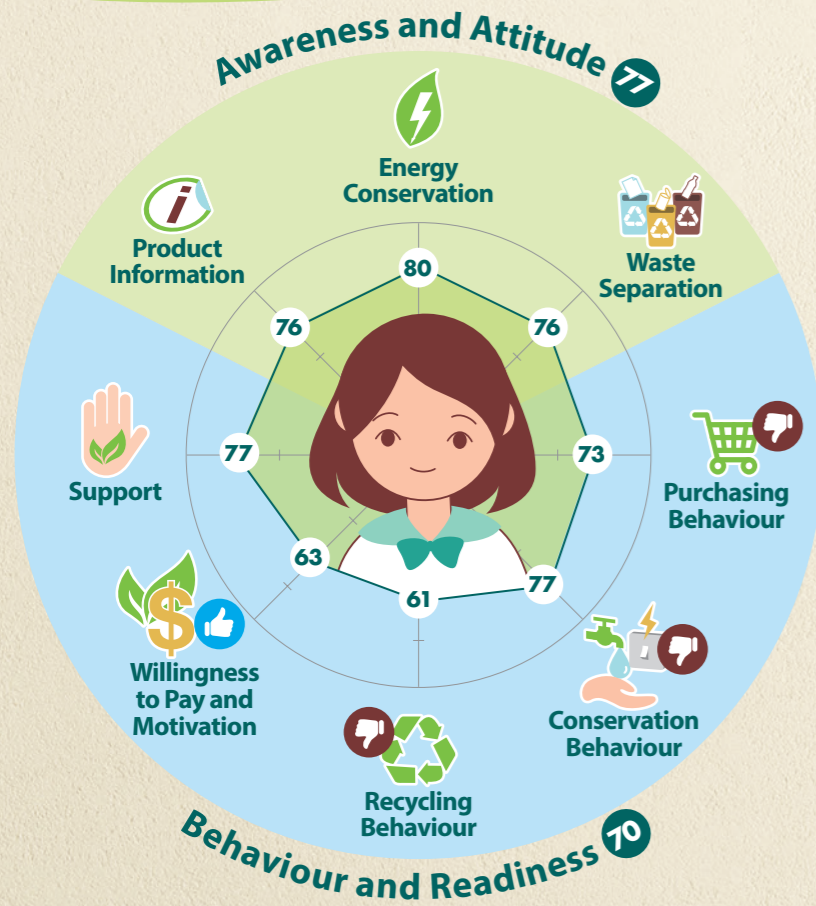 Awareness and Attitude 77
Energy
Conservation
i
Product
Information
Waste
Separation
80
76
76
77
73
Support
Purchasing
Behaviour
63
61
77
$
Willingness
to Pay and
Motivation
Conservation
Behaviour
Recycling
Behaviour
Behaviour and Readiness 70